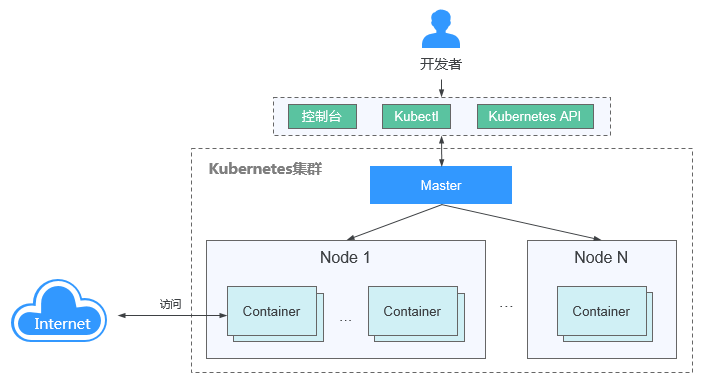 开发者
控制台
Kubectl
Kubernetes API
Kubernetes集群
Master
Node 1
Node N
Internet
访问
Container
...
Container
...
Container